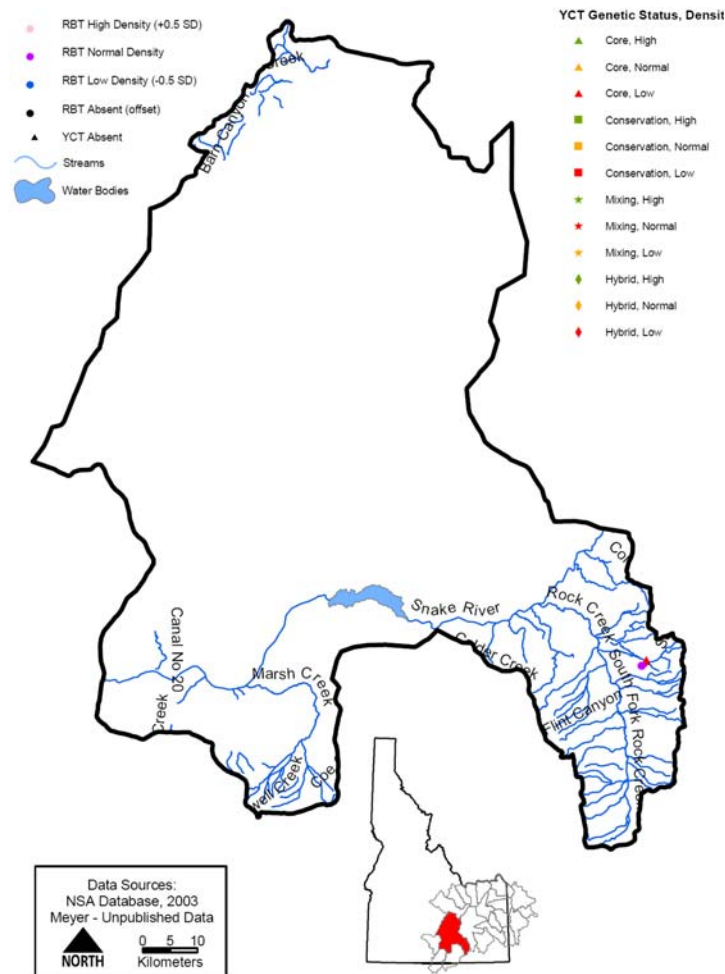 RBT High Density (+0.5 SD)
RBT Normal Density
RBT Low Density (-0.5 SD)
RBT Absent (offset)
YCT Absent
Streams
Water Bodies
YCT Genetic Status, Densit
Core, High
Core, Normal
Core, Low
Conservation, High
Conservation, Normal
Conservation, Low
Mixing, High
Mixing, Normal
Mixing, Low
Hybrid, High
Hybrid, Normal
Hybrid, Low
Creek
Barn Canyon
Snake River
Rock Creek
Calder Creek
South Fork Rock Cree
Flint Canyon
Canal No 20
Marsh Creek
Creek
well Creek
Data Sources:
NSA Database, 2003
Meyer - Unpublished Data
NORTH
0 5 10
Kilometers